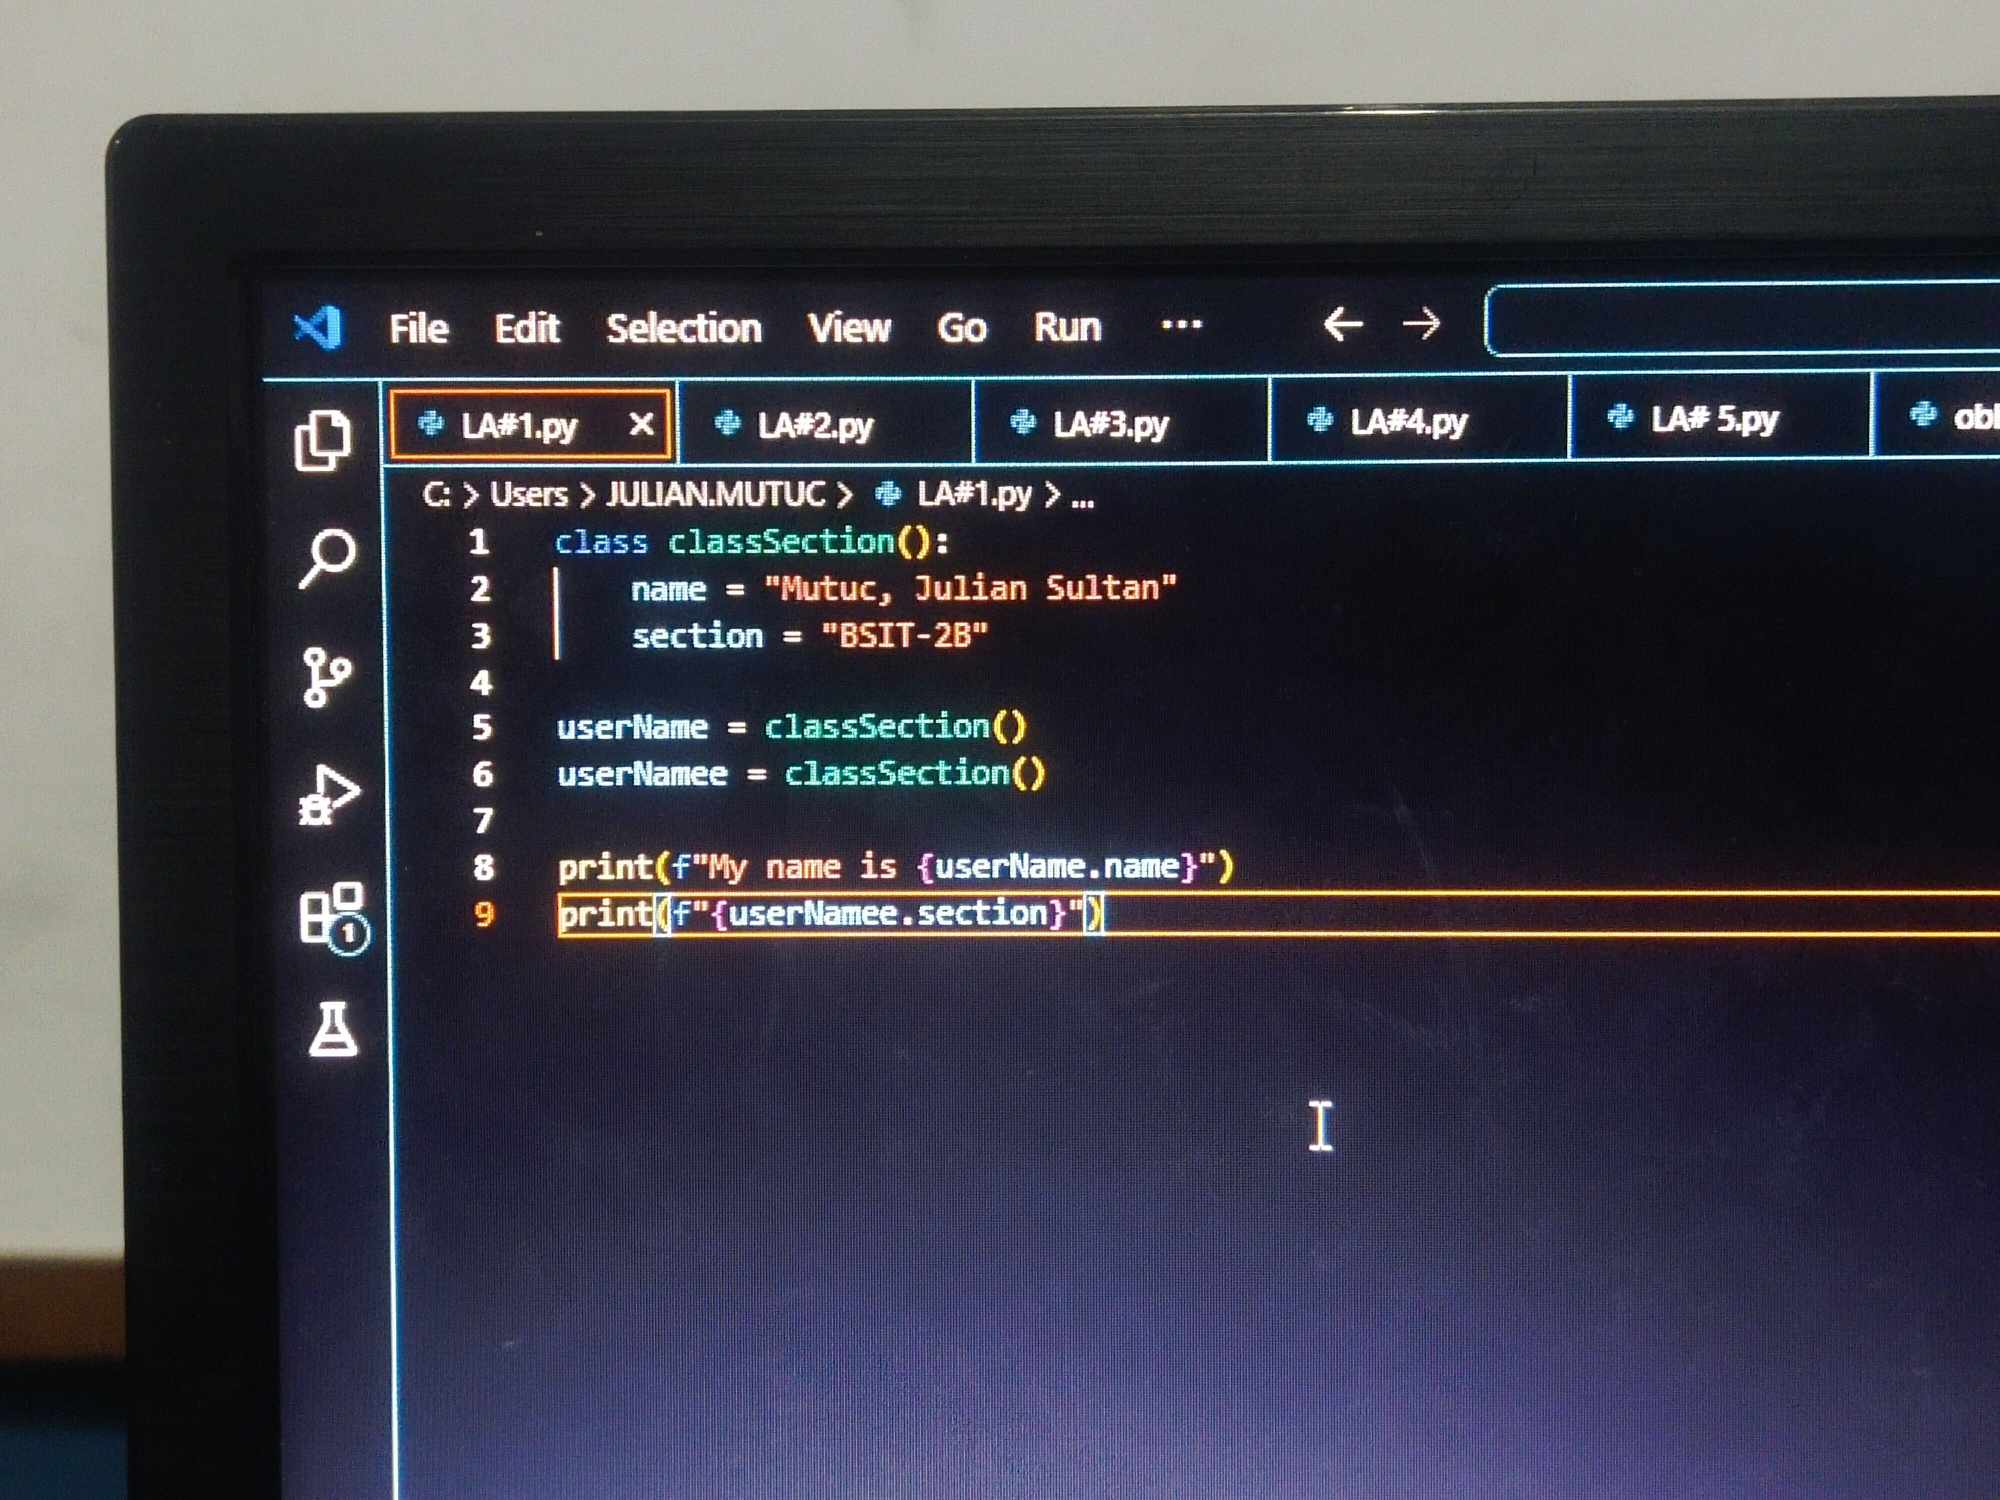 File Edit Selection View Go Run ...
LA#1.py LA#2.py LA#3.py LA#4.py LA# 5.py
C: > Users > JULIAN.MUTUC > LA#1.py > ...
1 class classSection():
2 name = "Mutuc, Julian Sultan"
3 section = "BSIT-2B"
4
5 userName = classSection()
6 userNamee = classSection()
7
8 print(f"My name is {userName.name}")
9 print(f"{userNamee.section}")
1